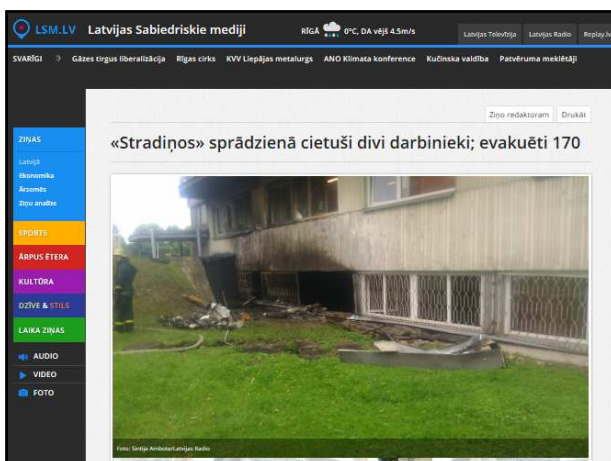 LSM.LV Latvijas Sabiedriskie mediji RĪGĀ 0°C, DA vējš 4.5m/s Latvijas Televīzija Latvijas Radio Replay.lv
SVARĪGI Gāzes tirgus liberalizācija Rīgas cirks KVV Liepājas metalurgs ANO Klimata konference Kučinska valdība Patvēruma meklētāji
Ziņo redaktoram Drukāt
«Stradiņos» sprādzienā cietuši divi darbinieki; evakuēti 170
ZIŅAS
Latvijā
Ekonomika
Ārzemēs
Ziņu analīze
SPORTS
ĀRPUS ĒTERA
KULTŪRA
DZĪVE & STILS
LAIKA ZIŅAS
AUDIO
VIDEO
FOTO
Foto: Sintija Ambote/Latvijas Radio